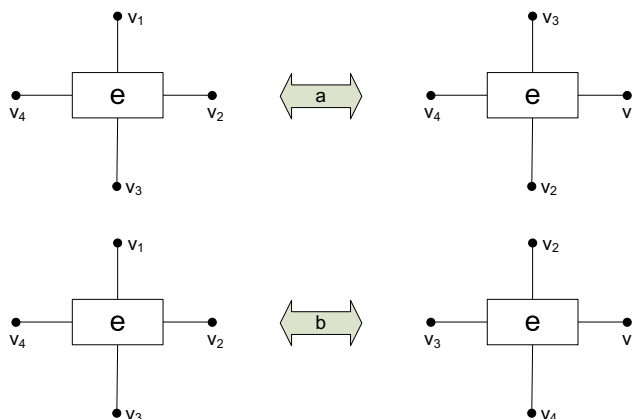 v₁ v₃
e a e
v₄ v₂ v₄ v
v₃ v₂
v₁ v₂
e b e
v₄ v₂ v₃ v
v₃ v₄